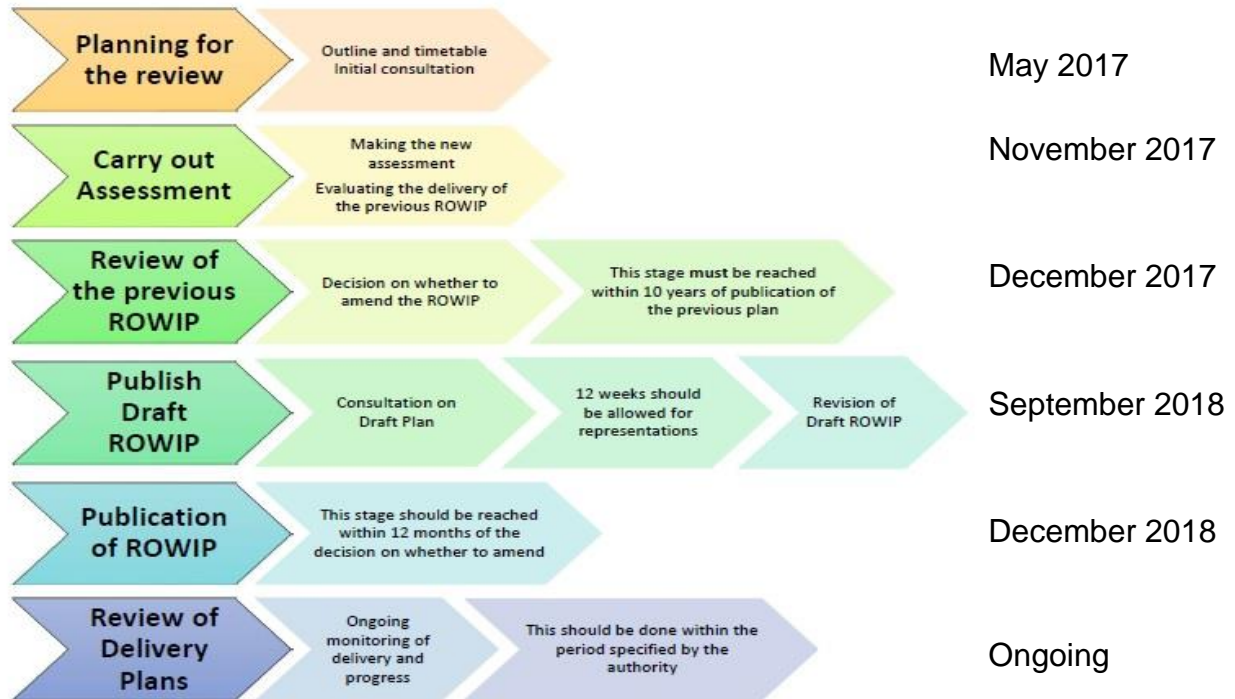 Planning for
the review
Outline and timetable
Initial consultation
May 2017
Carry out
Assessment
Making the new
assessment
Evaluating the delivery of
the previous ROWIP
November 2017
Review of
the previous
ROWIP
Decision on whether to
amend the ROWIP
This stage must be reached
within 10 years of publication of
the previous plan
December 2017
Publish
Draft
ROWIP
Consultation on
Draft Plan
12 weeks should
be allowed for
representations
Revision of
Draft ROWIP
September 2018
Publication
of ROWIP
This stage should be reached
within 12 months of the
decision on whether to amend
December 2018
Review of
Delivery
Plans
Ongoing
monitoring of
delivery and
progress
This should be done within the
period specified by the
authority
Ongoing